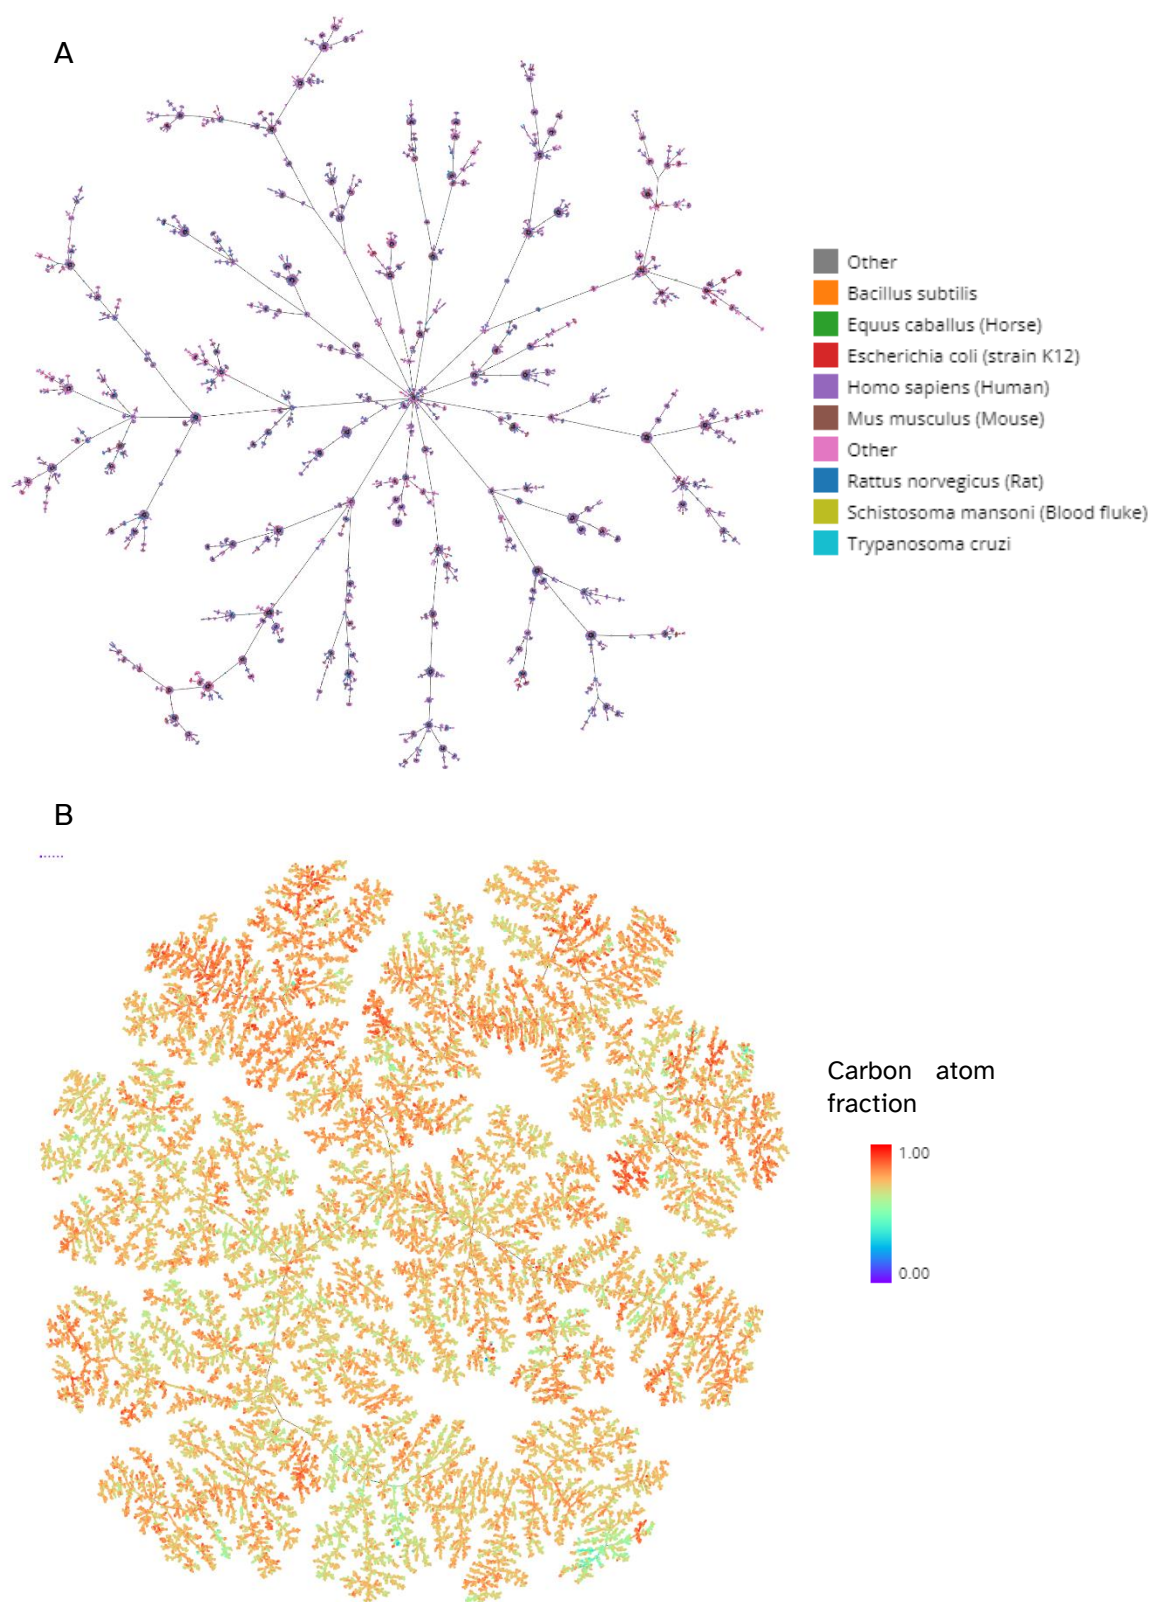 A
Other
Bacillus subtilis
Equus caballus (Horse)
Escherichia coli (strain K12)
Homo sapiens (Human)
Mus musculus (Mouse)
Other
Rattus norvegicus (Rat)
Schistosoma mansoni (Blood fluke)
Trypanosoma cruzi
B
Carbon atom
fraction
1.00
0.00